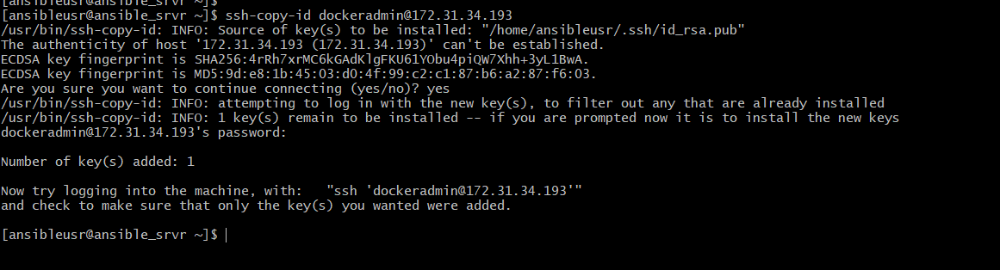 [ansibleusr@ansible_srvr ~]$
[ansibleusr@ansible_srvr ~]$ ssh-copy-id dockeradmin@172.31.34.193
/usr/bin/ssh-copy-id: INFO: Source of key(s) to be installed: "/home/ansibleusr/.ssh/id_rsa.pub"
The authenticity of host '172.31.34.193 (172.31.34.193)' can't be established.
ECDSA key fingerprint is SHA256:4rRh7xrMC6kGAdKlgFKU61YObu4piQW7Xhh+3yL1BwA.
ECDSA key fingerprint is MD5:9d:e8:1b:45:03:d0:4f:99:c2:c1:87:b6:a2:87:f6:03.
Are you sure you want to continue connecting (yes/no)? yes
/usr/bin/ssh-copy-id: INFO: attempting to log in with the new key(s), to filter out any that are already installed
/usr/bin/ssh-copy-id: INFO: 1 key(s) remain to be installed -- if you are prompted now it is to install the new keys
dockeradmin@172.31.34.193's password:
Number of key(s) added: 1
Now try logging into the machine, with:   "ssh 'dockeradmin@172.31.34.193'"
and check to make sure that only the key(s) you wanted were added.
[ansibleusr@ansible_srvr ~]$